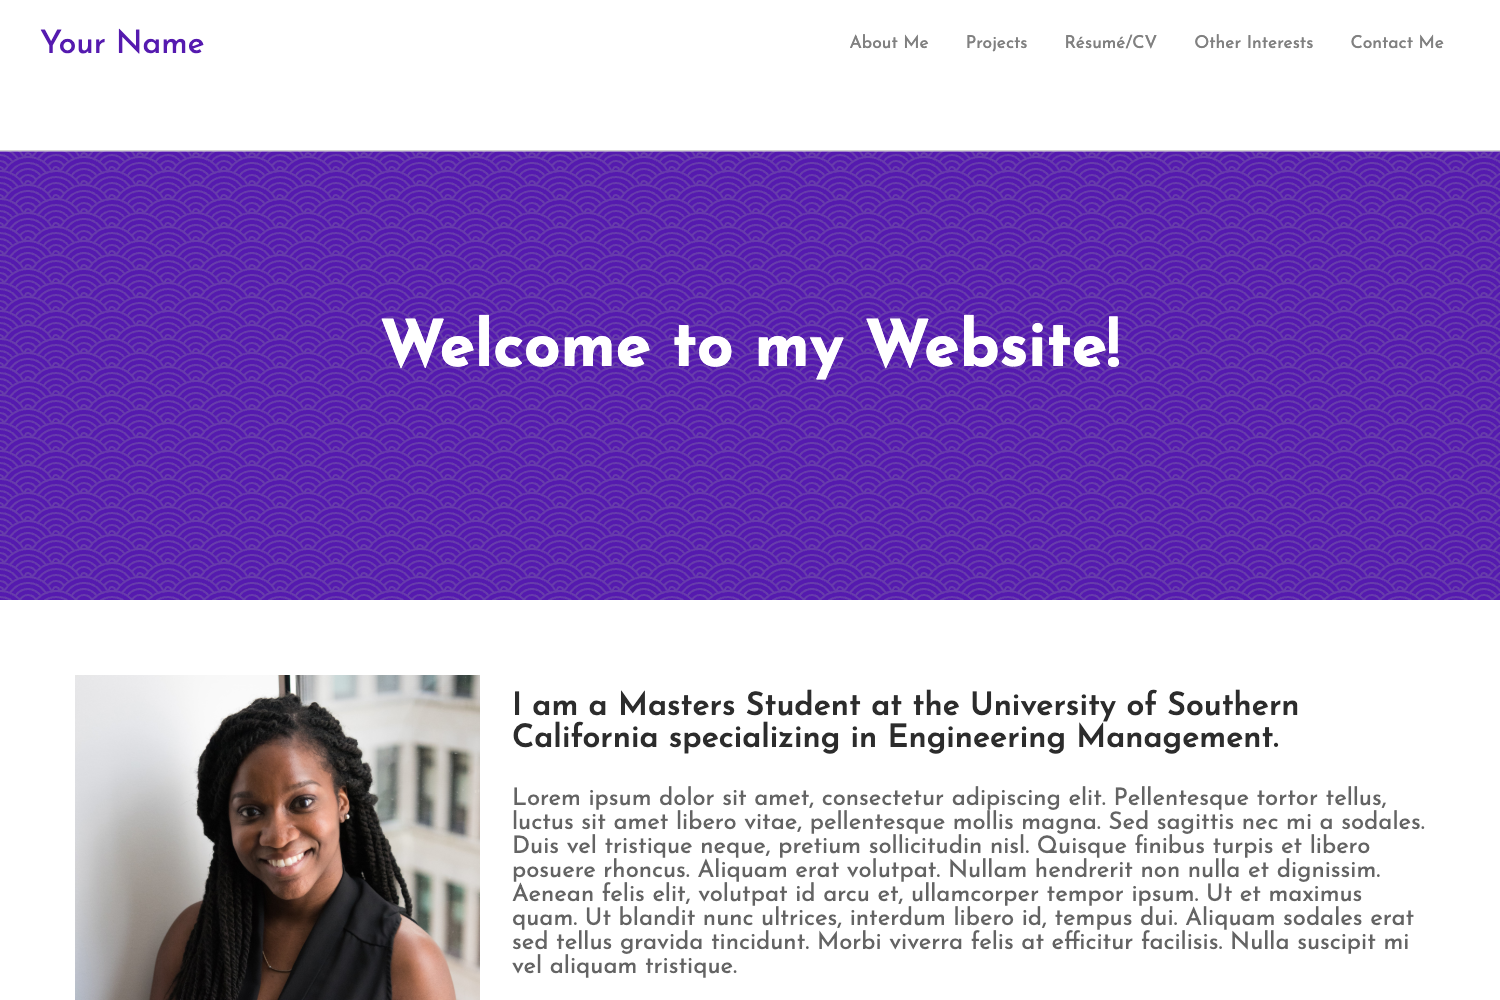 Your Name
About Me Projects Résumé/CV Other Interests Contact Me
Welcome to my Website!
I am a Masters Student at the University of Southern
California specializing in Engineering Management.
Lorem ipsum dolor sit amet, consectetur adipiscing elit. Pellentesque tortor tellus,
luctus sit amet libero vitae, pellentesque mollis magna. Sed sagittis nec mi a sodales.
Duis vel tristique neque, pretium sollicitudin nisl. Quisque finibus turpis et libero
posuere rhoncus. Aliquam erat volutpat. Nullam hendrerit non nulla et dignissim.
Aenean felis elit, volutpat id arcu et, ullamcorper tempor ipsum. Ut et maximus
quam. Ut blandit nunc ultrices, interdum libero id, tempus dui. Aliquam sodales erat
sed tellus gravida tincidunt. Morbi viverra felis at efficitur facilisis. Nulla suscipit mi
vel aliquam tristique.